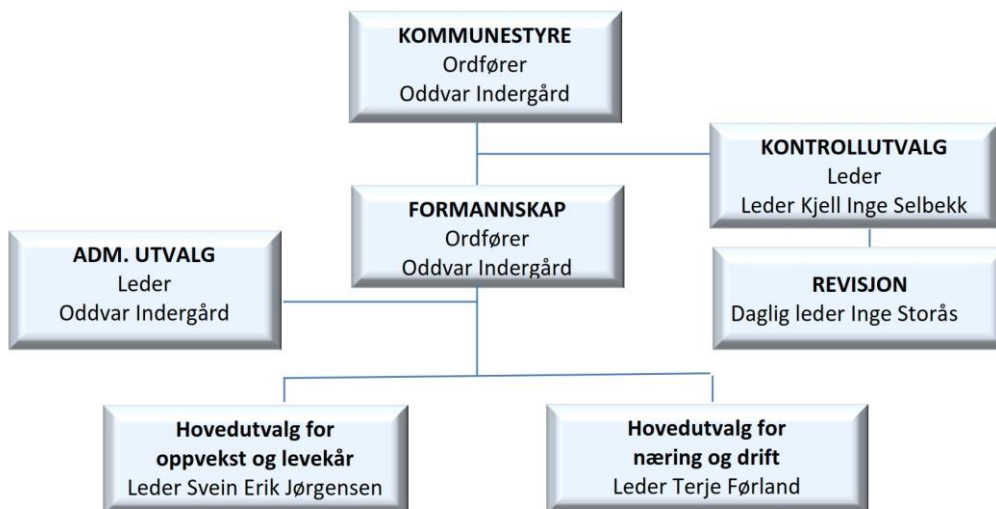 KOMMUNESTYRE
Ordfører
Oddvar Indergård
KONTROLLUTVALG
Leder
Leder Kjell Inge Selbekk
FORMANNSKAP
Ordfører
Oddvar Indergård
ADM. UTVALG
Leder
Oddvar Indergård
REVISJON
Daglig leder Inge Storås
Hovedutvalg for
oppvekst og levekår
Leder Svein Erik Jørgensen
Hovedutvalg for
næring og drift
Leder Terje Førland